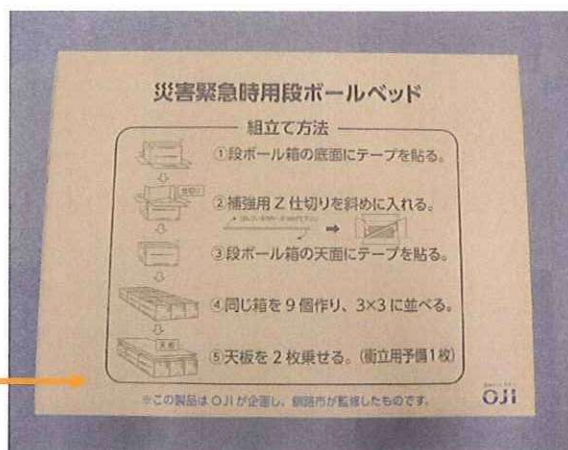 災害緊急時用段ボールベッド
組立て方法
①段ボール箱の底面にテープを貼る。
仕切り
②補強用Z仕切りを斜めに入れる。
③段ボール箱の天面にテープを貼る。
④同じ箱を9個作り、3×3に並べる。
天板
⑤天板を2枚乗せる。(衝立用予備1枚)
※この製品はOJIが企画し、釧路市が監修したものです。
OJI